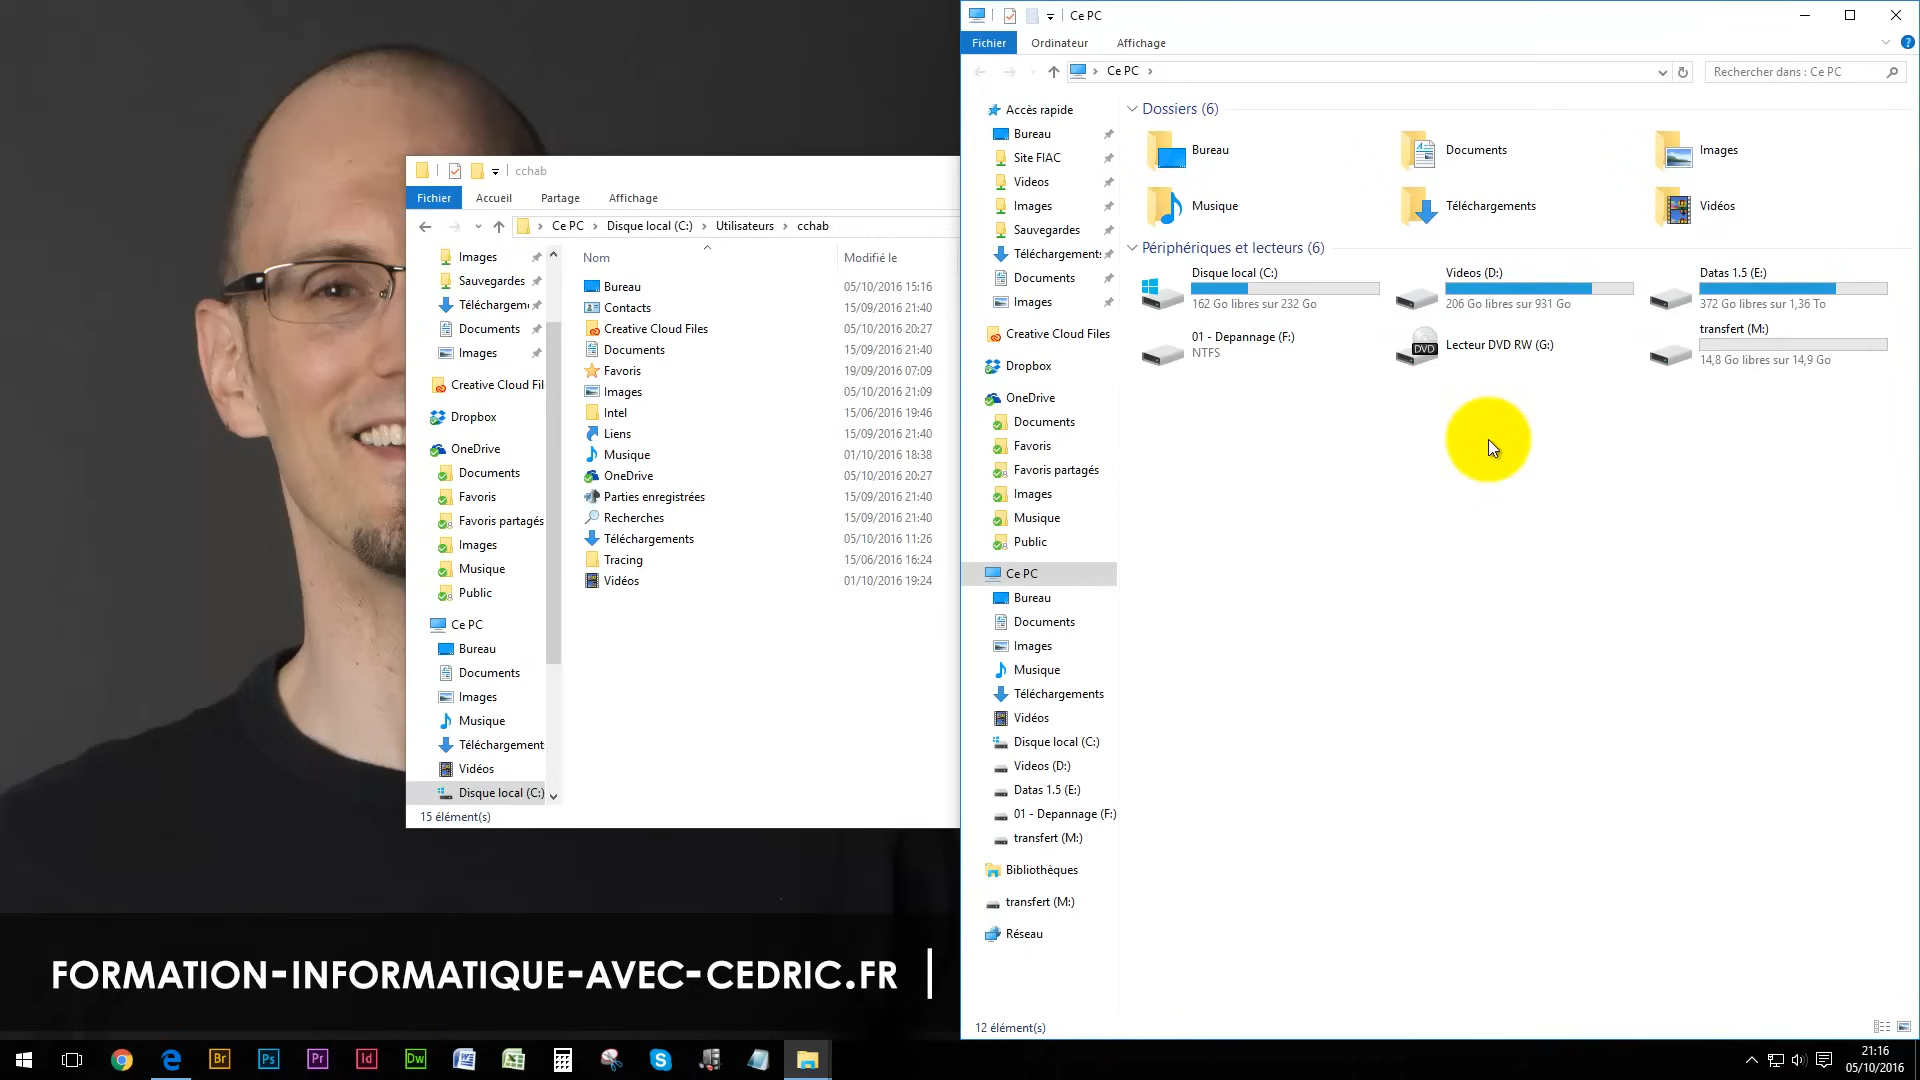 cchab
Fichier
Accueil
Partage
Affichage
Ce PC
Disque local (C:)
Utilisateurs
cchab
Images
Sauvegardes
Téléchargem
Documents
Images
Creative Cloud Fil
Dropbox
OneDrive
Documents
Favoris
Favoris partagés
Images
Musique
Public
Ce PC
Bureau
Documents
Images
Musique
Téléchargement
Vidéos
Disque local (C:)
Nom
Modifié le
Bureau 05/10/2016 15:16
Contacts 15/09/2016 21:40
Creative Cloud Files 05/10/2016 20:27
Documents 15/09/2016 21:40
Favoris 19/09/2016 07:09
Images 05/10/2016 21:09
Intel 15/06/2016 19:46
Liens 15/09/2016 21:40
Musique 01/10/2016 18:38
OneDrive 05/10/2016 20:27
Parties enregistrées 15/09/2016 21:40
Recherches 15/09/2016 21:40
Téléchargements 05/10/2016 11:26
Tracing 15/06/2016 16:24
Vidéos 01/10/2016 19:24
15 élément(s)
Ce PC
Fichier
Ordinateur
Affichage
Ce PC
Rechercher dans : Ce PC
Accès rapide
Bureau
Site FIAC
Videos
Images
Sauvegardes
Téléchargements
Documents
Images
Creative Cloud Files
Dropbox
OneDrive
Documents
Favoris
Favoris partagés
Images
Musique
Public
Ce PC
Bureau
Documents
Images
Musique
Téléchargements
Vidéos
Disque local (C:)
Videos (D:)
Datas 1.5 (E:)
01 - Depannage (F:)
transfert (M:)
Bibliothèques
transfert (M:)
Réseau
Dossiers (6)
Bureau
Documents
Images
Musique
Téléchargements
Vidéos
Périphériques et lecteurs (6)
Disque local (C:)
162 Go libres sur 232 Go
Videos (D:)
206 Go libres sur 931 Go
Datas 1.5 (E:)
372 Go libres sur 1,36 To
01 - Depannage (F:)
NTFS
DVD
Lecteur DVD RW (G:)
transfert (M:)
14,8 Go libres sur 14,9 Go
12 élément(s)
FORMATION-INFORMATIQUE-AVEC-CEDRIC.FR
Br
Ps
Pr
Id
Dw
21:16
05/10/2016